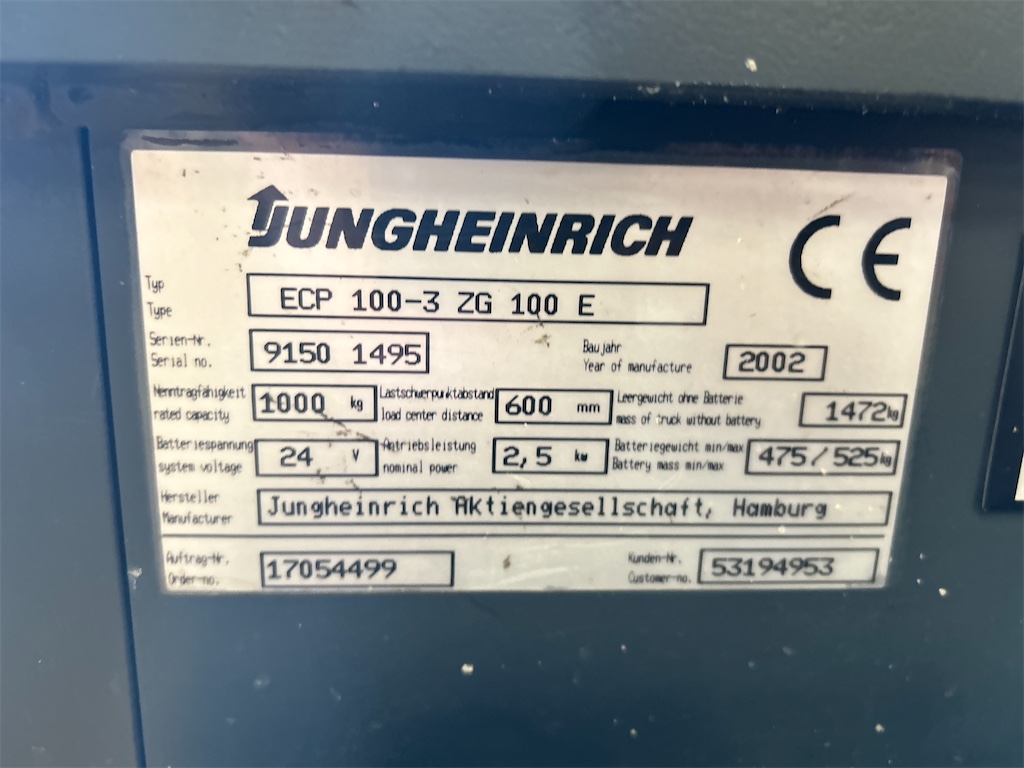 JUNGHEINRICH CE
Typ
Type ECP 100-3 ZG 100 E
Serien-Nr.
Serial no. 9150 1495 Baujahr
Year of manufacture 2002
Nenntragfähigkeit
rated capacity 1000 kg Lastschwerpunktabstand
load center distance 600 mm Leergewicht ohne Batterie
mass of truck without battery 1472 kg
Batteriespannung
system voltage 24 V Antriebsleistung
nominal power 2,5 kw Batteriegewicht min/max
Battery mass min/max 475/525 kg
Hersteller
Manufacturer Jungheinrich Aktiengesellschaft, Hamburg
Auftrag-Nr.
Order-no. 17054499 Kunden-Nr.
Customer-no. 53194953